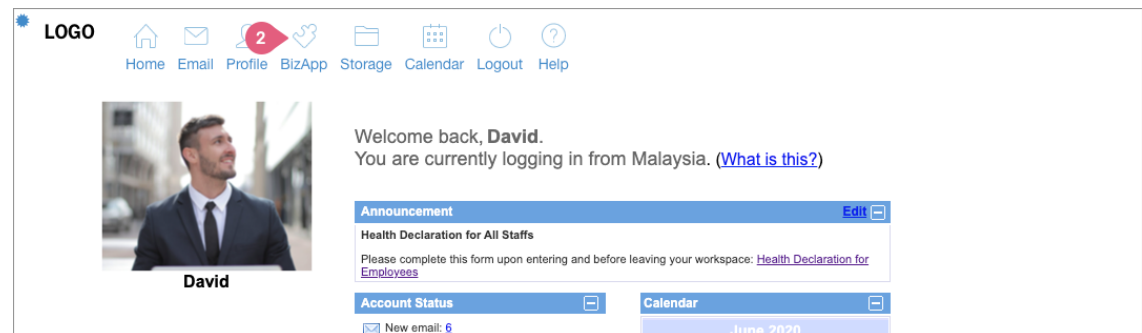 LOGO
2
Home Email Profile BizApp Storage Calendar Logout Help
Welcome back, David.
You are currently logging in from Malaysia. (What is this?)
Announcement Edit
Health Declaration for All Staffs
Please complete this form upon entering and before leaving your workspace: Health Declaration for
Employees
David
Account Status
Calendar
New email: 6
June 2020